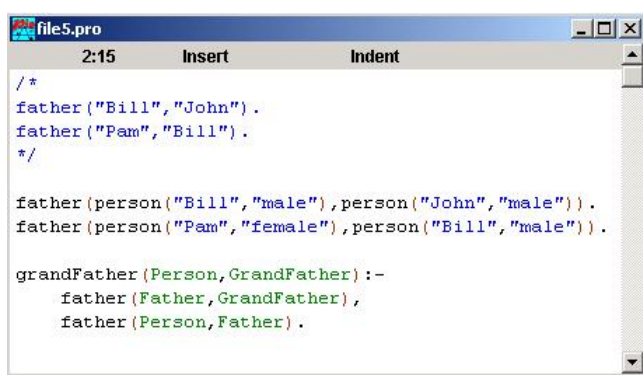 file5.pro
2:15 Insert Indent
/*
father("Bill","John").
father("Pam","Bill").
*/
father(person("Bill","male"),person("John","male")).
father(person("Pam","female"),person("Bill","male")).
grandFather(Person,GrandFather):-
father(Father,GrandFather),
father(Person,Father).